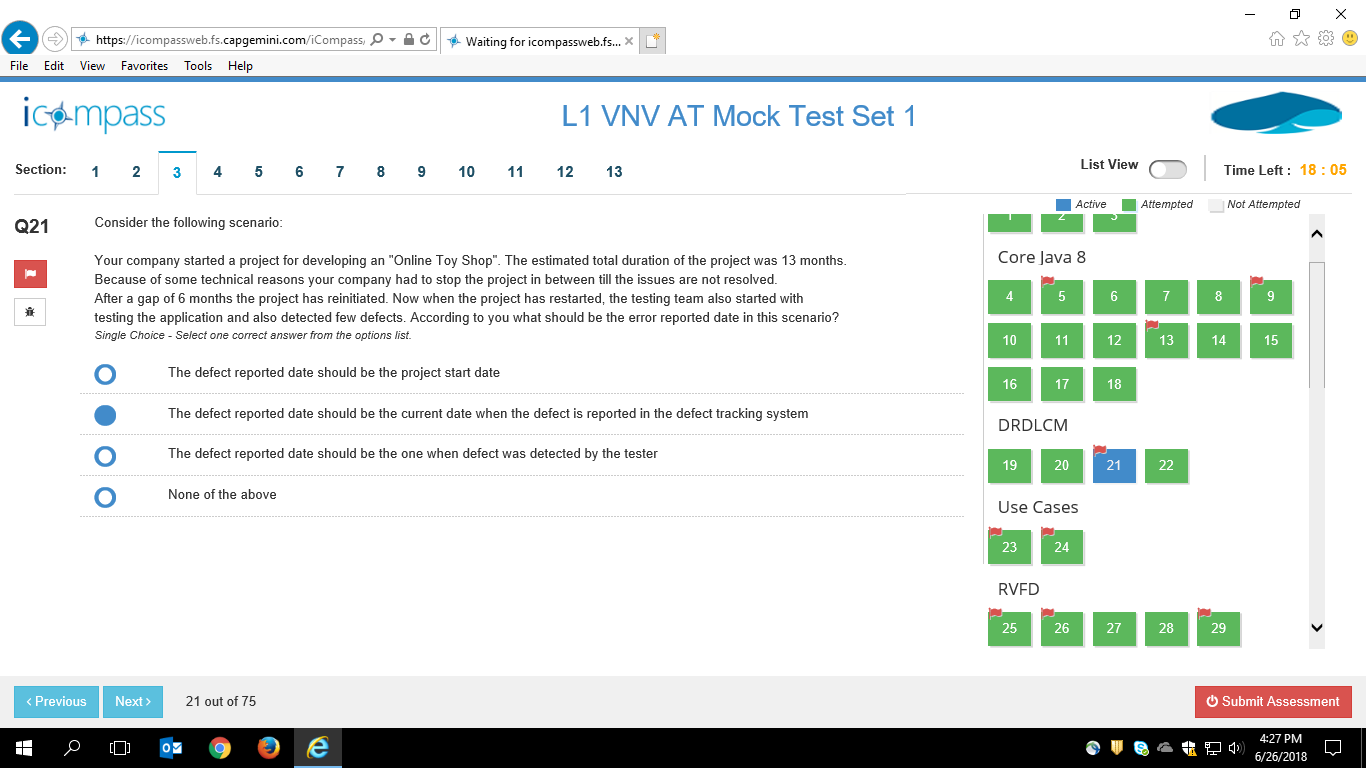 https://icompassweb.fs.capgemini.com/iCompass/
Waiting for icompassweb.fs...
File Edit View Favorites Tools Help
icompass
L1 VNV AT Mock Test Set 1
Section: 1 2 3 4 5 6 7 8 9 10 11 12 13
List View
Time Left : 18 : 05
Active Attempted Not Attempted
Q21
Consider the following scenario:
Your company started a project for developing an "Online Toy Shop". The estimated total duration of the project was 13 months.
Because of some technical reasons your company had to stop the project in between till the issues are not resolved.
After a gap of 6 months the project has reinitiated. Now when the project has restarted, the testing team also started with
testing the application and also detected few defects. According to you what should be the error reported date in this scenario?
Single Choice - Select one correct answer from the options list.
The defect reported date should be the project start date
The defect reported date should be the current date when the defect is reported in the defect tracking system
The defect reported date should be the one when defect was detected by the tester
None of the above
1 2 3
Core Java 8
4 5 6 7 8 9
10 11 12 13 14 15
16 17 18
DRDLCM
19 20 21 22
Use Cases
23 24
RVFD
25 26 27 28 29
‹ Previous
Next ›
21 out of 75
Submit Assessment
4:27 PM
6/26/2018